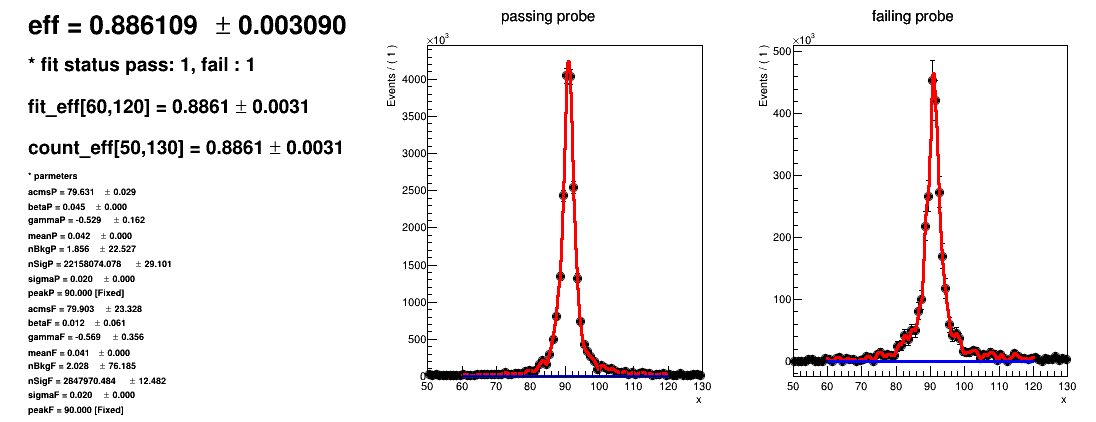 eff = 0.886109 ± 0.003090
* fit status pass: 1, fail : 1
fit_eff[60,120] = 0.8861 ± 0.0031
count_eff[50,130] = 0.8861 ± 0.0031
* parmeters
acmsP = 79.631 ± 0.029
betaP = 0.045 ± 0.000
gammaP = -0.529 ± 0.162
meanP = 0.042 ± 0.000
nBkgP = 1.856 ± 22.527
nSigP = 22158074.078 ± 29.101
sigmaP = 0.020 ± 0.000
peakP = 90.000 [Fixed]
acmsF = 79.903 ± 23.328
betaF = 0.012 ± 0.061
gammaF = -0.569 ± 0.356
meanF = 0.041 ± 0.000
nBkgF = 2.028 ± 76.185
nSigF = 2847970.484 ± 12.482
sigmaF = 0.020 ± 0.000
peakF = 90.000 [Fixed]
passing probe
×10³
Events / ( 1 )
4000
3500
3000
2500
2000
1500
1000
500
0
50 60 70 80 90 100 110 120 130
x
failing probe
×10³
Events / ( 1 )
500
400
300
200
100
0
50 60 70 80 90 100 110 120 130
x